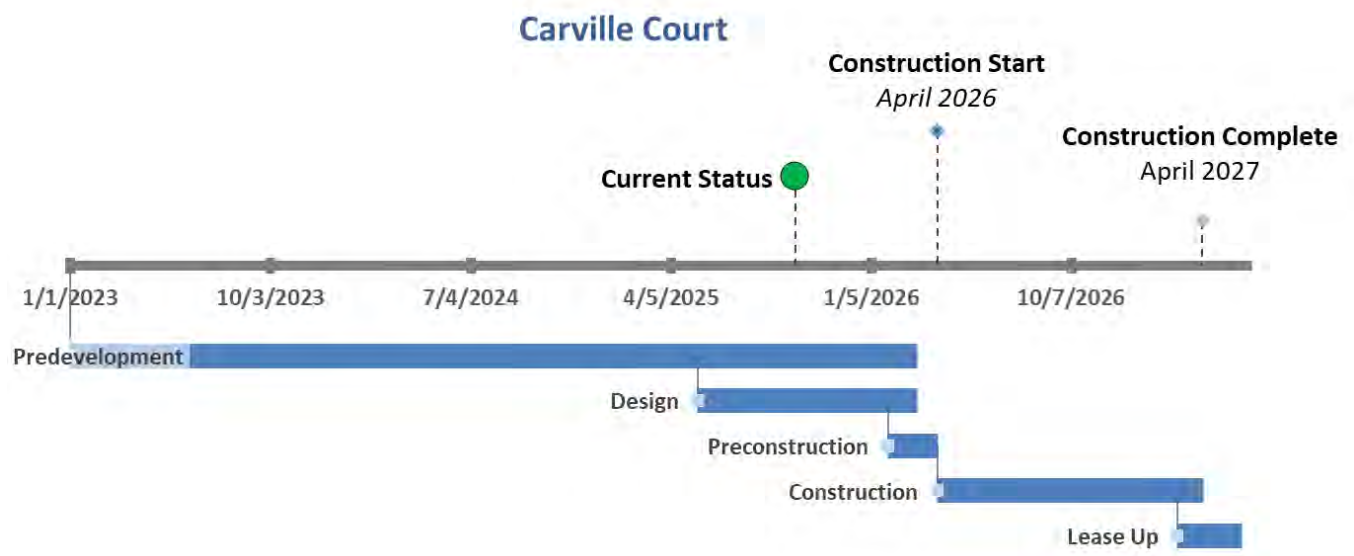 Carville Court
Construction Start
April 2026
Construction Complete
April 2027
Current Status
1/1/2023
10/3/2023
7/4/2024
4/5/2025
1/5/2026
10/7/2026
Predevelopment
Design
Preconstruction
Construction
Lease Up